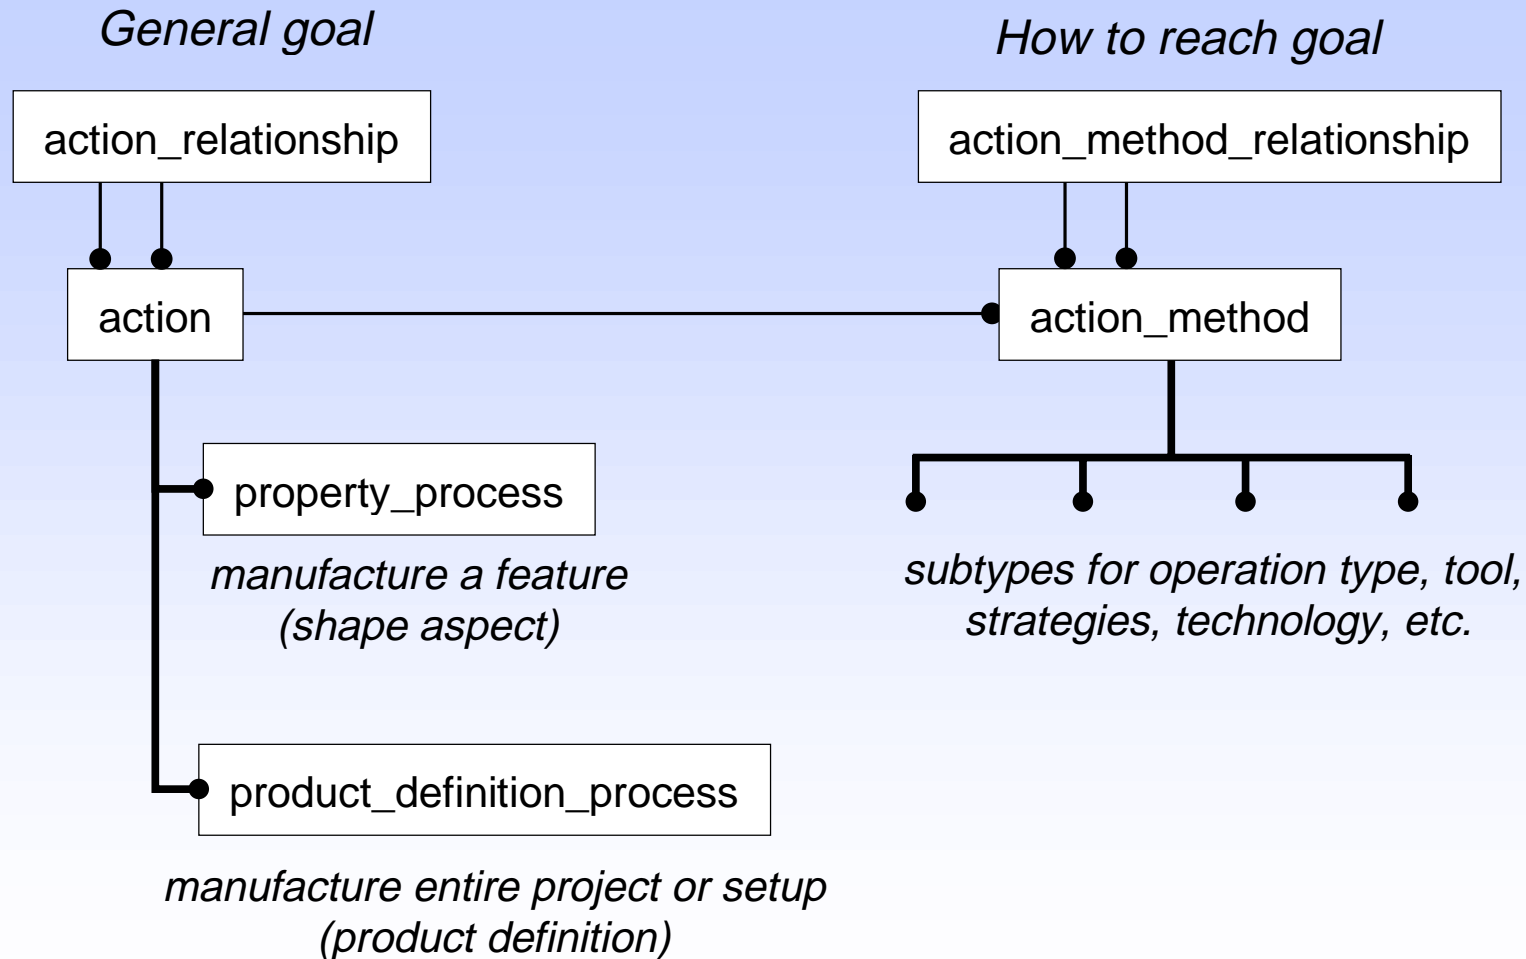 General goal
How to reach goal
action_relationship
action_method_relationship
action
action_method
property_process
manufacture a feature
(shape aspect)
subtypes for operation type, tool,
strategies, technology, etc.
product_definition_process
manufacture entire project or setup
(product definition)